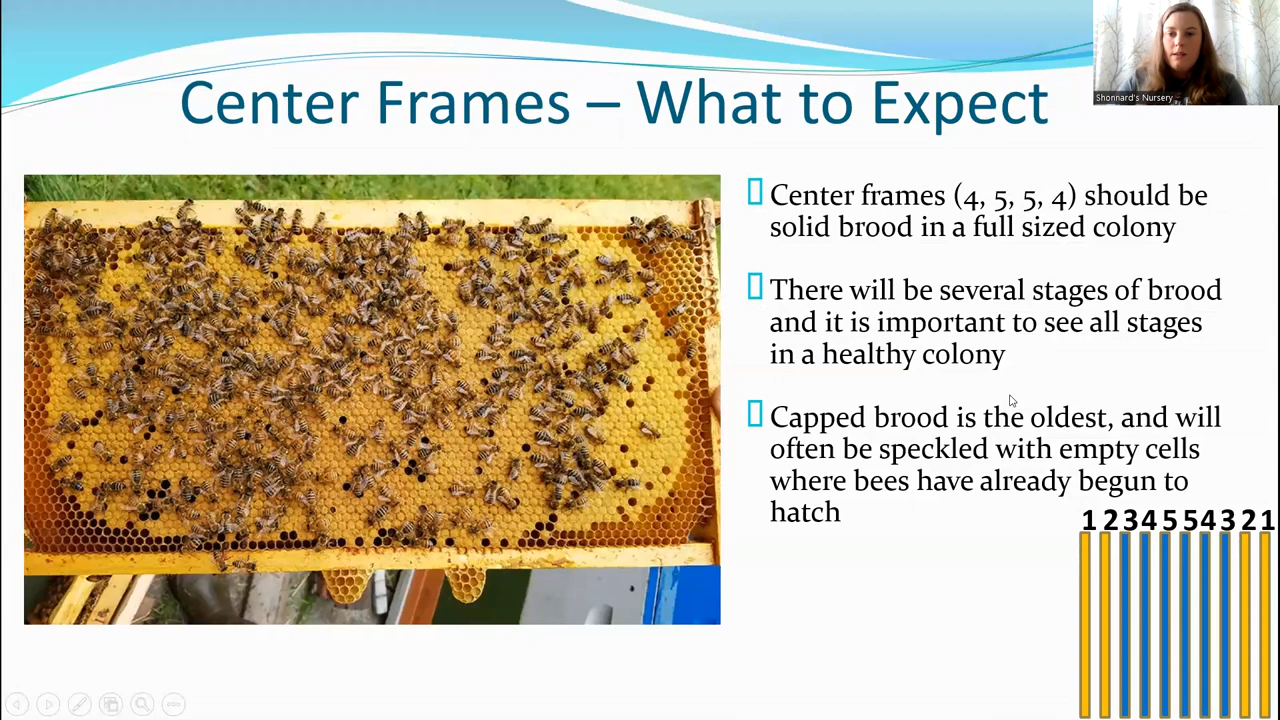 Center Frames – What to Expect
Shonnard's Nursery
Center frames (4, 5, 5, 4) should be
solid brood in a full sized colony
There will be several stages of brood
and it is important to see all stages
in a healthy colony
Capped brood is the oldest, and will
often be speckled with empty cells
where bees have already begun to
hatch
1 2 3 4 5 5 4 3 2 1